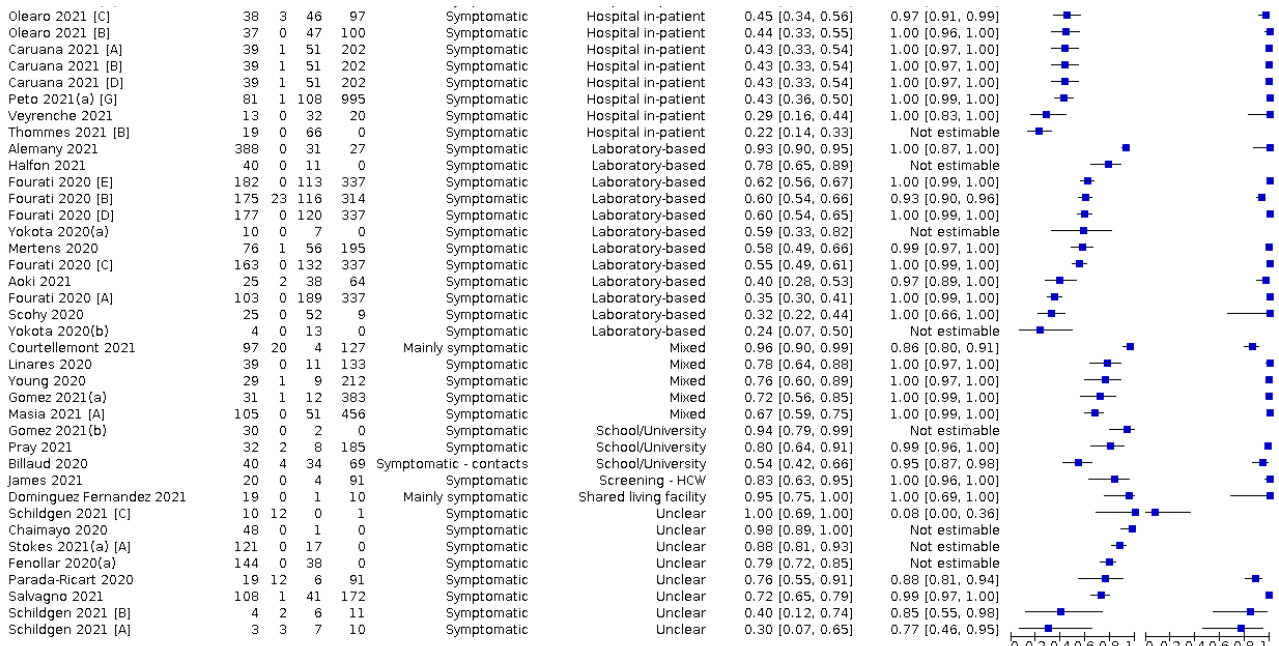 Olearo 2021 [C] 38 3 46 97 Symptomatic Hospital in-patient 0.45 [0.34, 0.56] 0.97 [0.91, 0.99]
Olearo 2021 [B] 37 0 47 100 Symptomatic Hospital in-patient 0.44 [0.33, 0.55] 1.00 [0.96, 1.00]
Caruana 2021 [A] 39 1 51 202 Symptomatic Hospital in-patient 0.43 [0.33, 0.54] 1.00 [0.97, 1.00]
Caruana 2021 [B] 39 1 51 202 Symptomatic Hospital in-patient 0.43 [0.33, 0.54] 1.00 [0.97, 1.00]
Caruana 2021 [D] 39 1 51 202 Symptomatic Hospital in-patient 0.43 [0.33, 0.54] 1.00 [0.97, 1.00]
Peto 2021(a) [G] 81 1 108 995 Symptomatic Hospital in-patient 0.43 [0.36, 0.50] 1.00 [0.99, 1.00]
Veyrenche 2021 13 0 32 20 Symptomatic Hospital in-patient 0.29 [0.16, 0.44] 1.00 [0.83, 1.00]
Thommes 2021 [B] 19 0 66 0 Symptomatic Hospital in-patient 0.22 [0.14, 0.33] Not estimable
Alemany 2021 388 0 31 27 Symptomatic Laboratory-based 0.93 [0.90, 0.95] 1.00 [0.87, 1.00]
Halfon 2021 40 0 11 0 Symptomatic Laboratory-based 0.78 [0.65, 0.89] Not estimable
Fourati 2020 [E] 182 0 113 337 Symptomatic Laboratory-based 0.62 [0.56, 0.67] 1.00 [0.99, 1.00]
Fourati 2020 [B] 175 23 116 314 Symptomatic Laboratory-based 0.60 [0.54, 0.66] 0.93 [0.90, 0.96]
Fourati 2020 [D] 177 0 120 337 Symptomatic Laboratory-based 0.60 [0.54, 0.65] 1.00 [0.99, 1.00]
Yokota 2020(a) 10 0 7 0 Symptomatic Laboratory-based 0.59 [0.33, 0.82] Not estimable
Mertens 2020 76 1 56 195 Symptomatic Laboratory-based 0.58 [0.49, 0.66] 0.99 [0.97, 1.00]
Fourati 2020 [C] 163 0 132 337 Symptomatic Laboratory-based 0.55 [0.49, 0.61] 1.00 [0.99, 1.00]
Aoki 2021 25 2 38 64 Symptomatic Laboratory-based 0.40 [0.28, 0.53] 0.97 [0.89, 1.00]
Fourati 2020 [A] 103 0 189 337 Symptomatic Laboratory-based 0.35 [0.30, 0.41] 1.00 [0.99, 1.00]
Scohy 2020 25 0 52 9 Symptomatic Laboratory-based 0.32 [0.22, 0.44] 1.00 [0.66, 1.00]
Yokota 2020(b) 4 0 13 0 Symptomatic Laboratory-based 0.24 [0.07, 0.50] Not estimable
Courtellemont 2021 97 20 4 127 Mainly symptomatic Mixed 0.96 [0.90, 0.99] 0.86 [0.80, 0.91]
Linares 2020 39 0 11 133 Symptomatic Mixed 0.78 [0.64, 0.88] 1.00 [0.97, 1.00]
Young 2020 29 1 9 212 Symptomatic Mixed 0.76 [0.60, 0.89] 1.00 [0.97, 1.00]
Gomez 2021(a) 31 1 12 383 Symptomatic Mixed 0.72 [0.56, 0.85] 1.00 [0.99, 1.00]
Masia 2021 [A] 105 0 51 456 Symptomatic Mixed 0.67 [0.59, 0.75] 1.00 [0.99, 1.00]
Gomez 2021(b) 30 0 2 0 Symptomatic School/University 0.94 [0.79, 0.99] Not estimable
Pray 2021 32 2 8 185 Symptomatic School/University 0.80 [0.64, 0.91] 0.99 [0.96, 1.00]
Billaud 2020 40 4 34 69 Symptomatic - contacts School/University 0.54 [0.42, 0.66] 0.95 [0.87, 0.98]
James 2021 20 0 4 91 Symptomatic Screening - HCW 0.83 [0.63, 0.95] 1.00 [0.96, 1.00]
Dominguez Fernandez 2021 19 0 1 10 Mainly symptomatic Shared living facility 0.95 [0.75, 1.00] 1.00 [0.69, 1.00]
Schildgen 2021 [C] 10 12 0 1 Symptomatic Unclear 1.00 [0.69, 1.00] 0.08 [0.00, 0.36]
Chaimayo 2020 48 0 1 0 Symptomatic Unclear 0.98 [0.89, 1.00] Not estimable
Stokes 2021(a) [A] 121 0 17 0 Symptomatic Unclear 0.88 [0.81, 0.93] Not estimable
Fenollar 2020(a) 144 0 38 0 Symptomatic Unclear 0.79 [0.72, 0.85] Not estimable
Parada-Ricart 2020 19 12 6 91 Symptomatic Unclear 0.76 [0.55, 0.91] 0.88 [0.81, 0.94]
Salvagno 2021 108 1 41 172 Symptomatic Unclear 0.72 [0.65, 0.79] 0.99 [0.97, 1.00]
Schildgen 2021 [B] 4 2 6 11 Symptomatic Unclear 0.40 [0.12, 0.74] 0.85 [0.55, 0.98]
Schildgen 2021 [A] 3 3 7 10 Symptomatic Unclear 0.30 [0.07, 0.65] 0.77 [0.46, 0.95]